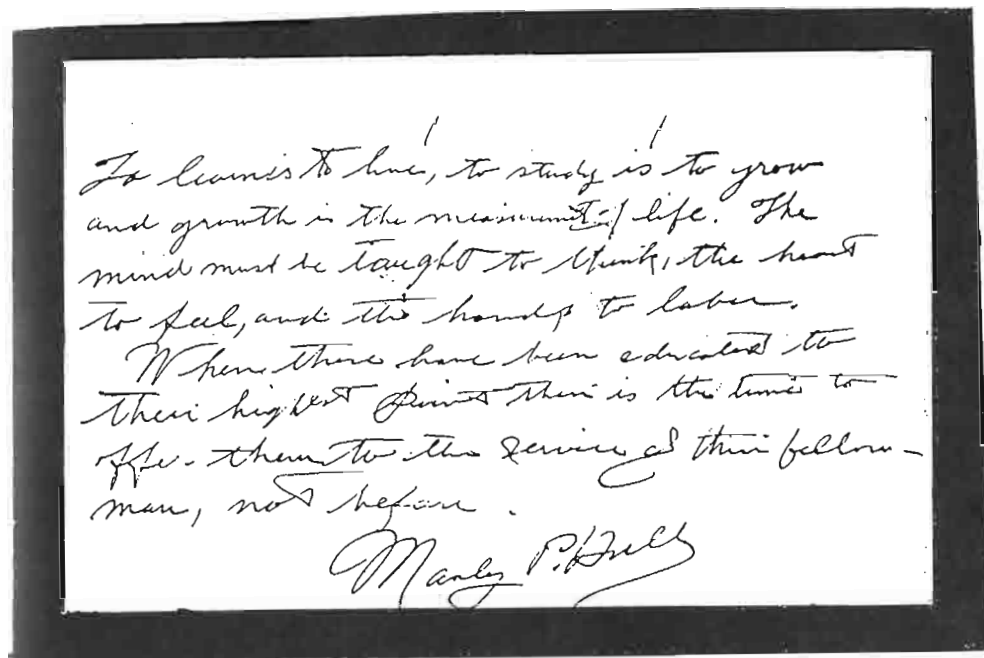 To learn is to live, to study is to grow
and growth is the measurement of life. The
mind must be taught to think, the heart
to feel, and the hands to labor.
When these have been educated to
their highest point then is the time to
offer them to the service of their fellow-
man, not before.
Manly P. Hall